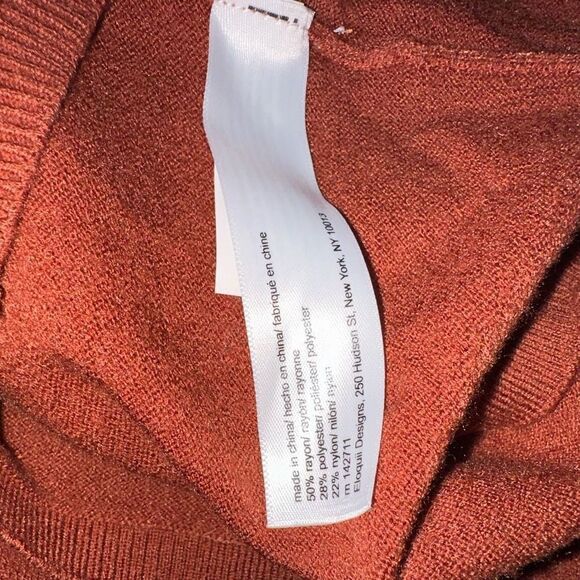 made in china/ hecho en china/ fabriqué en chine
50% rayon/ rayón/ rayonne
28% polyester/ poliéster/ polyester
22% nylon/ nilón/ nylon
rn 142711
Eloquii Designs, 250 Hudson St, New York, NY 10013